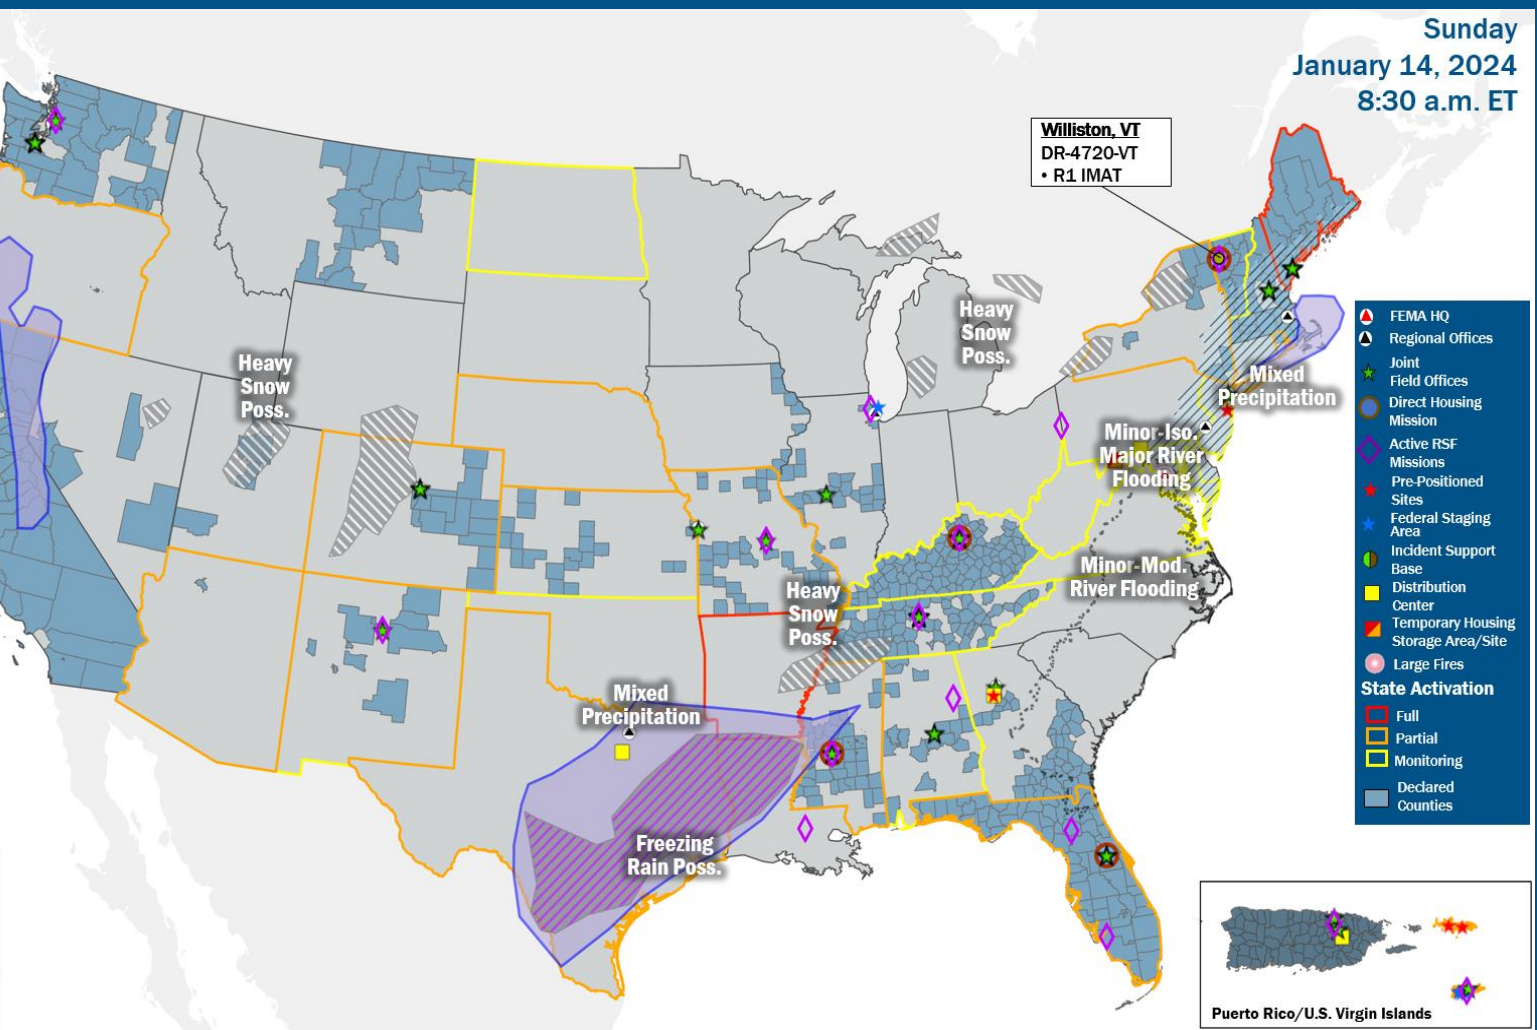 Sunday
January 14, 2024
8:30 a.m. ET
Williston, VT
DR-4720-VT
• R1 IMAT
Heavy
Snow
Poss.
Heavy
Snow
Poss.
Mixed
Precipitation
Minor-Iso.
Major River
Flooding
Minor-Mod.
River Flooding
Heavy
Snow
Poss.
Mixed
Precipitation
Freezing
Rain Poss.
FEMA HQ
Regional Offices
Joint
Field Offices
Direct Housing
Mission
Active RSF
Missions
Pre-Positioned
Sites
Federal Staging
Area
Incident Support
Base
Distribution
Center
Temporary Housing
Storage Area/Site
Large Fires
State Activation
Full
Partial
Monitoring
Declared
Counties
Puerto Rico/U.S. Virgin Islands